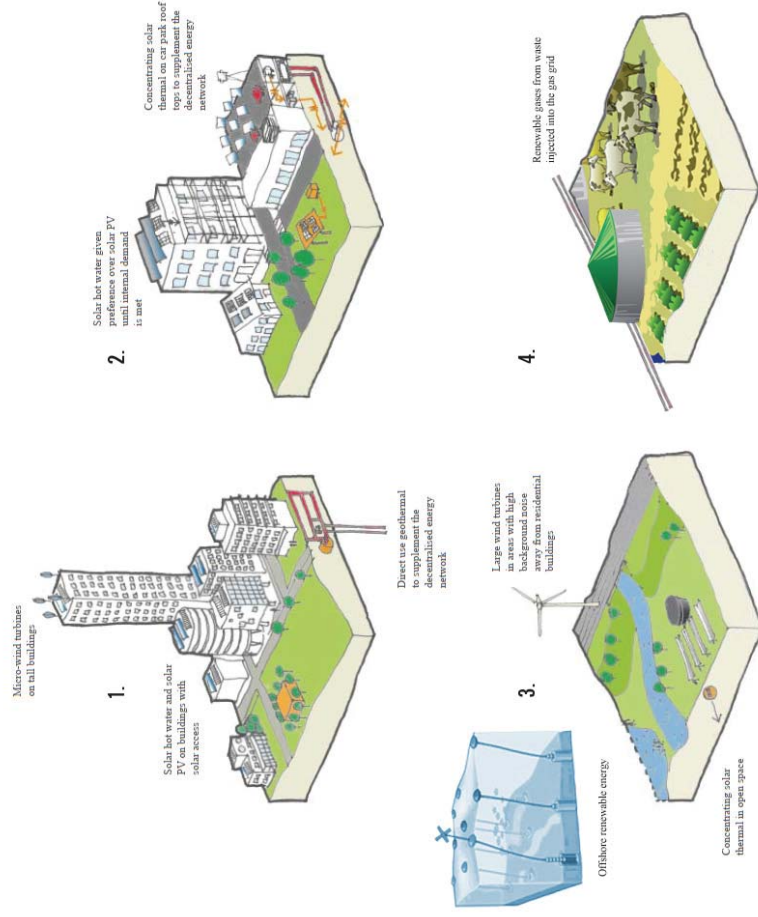 Micro-wind turbines
on tall buildings
1.
Solar hot water and solar
PV on buildings with
solar access
Direct use geothermal
to supplement the
decentralised energy
network
2.
Solar hot water given
preference over solar PV
until internal demand
is met
Concentrating solar
thermal on car park roof
tops to supplement the
decentralised energy
network
Offshore renewable energy
3.
Large wind turbines
in areas with high
background noise
away from residential
buildings
Concentrating solar
thermal in open space
4.
Renewable gases from waste
injected into the gas grid